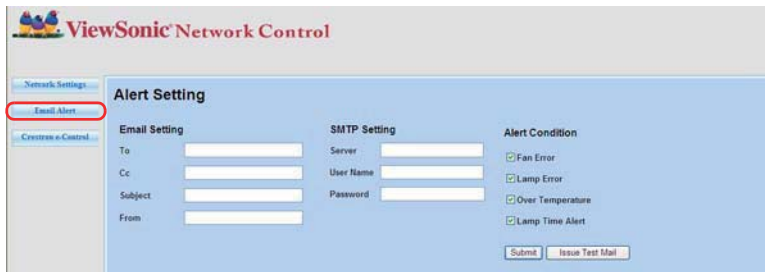 ViewSonic® Network Control
Network Settings
Email Alert
Crestron e-Control
Alert Setting
Email Setting
To
Cc
Subject
From
SMTP Setting
Server
User Name
Password
Alert Condition
Fan Error
Lamp Error
Over Temperature
Lamp Time Alert
Submit
Issue Test Mail